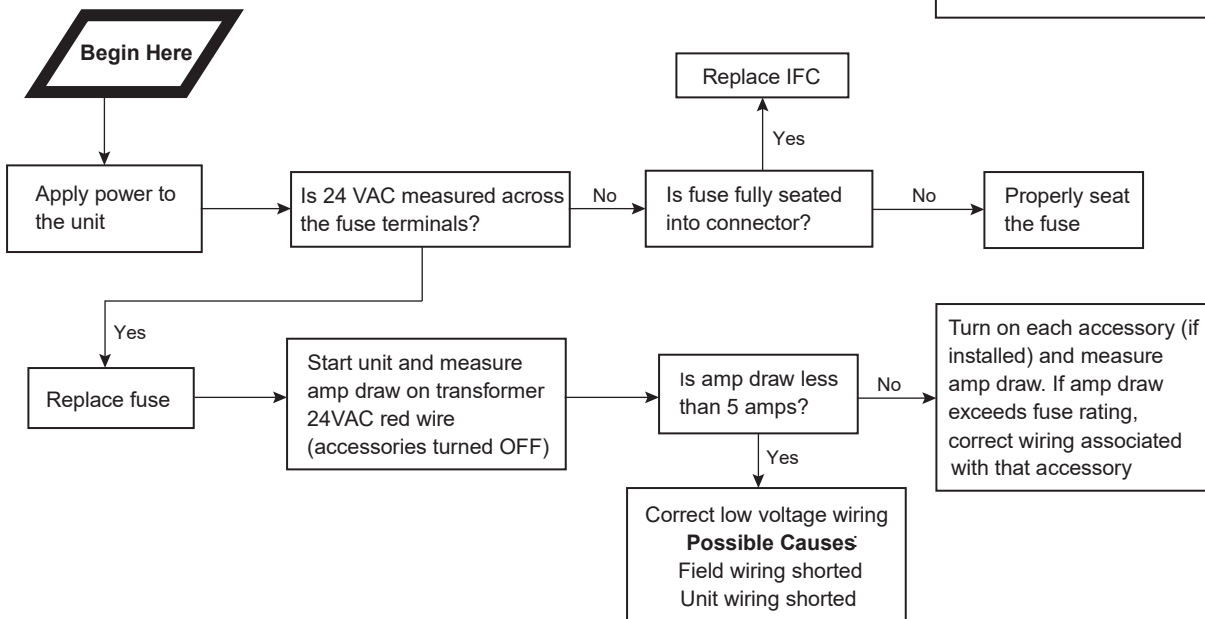 Begin Here
Replace IFC
Yes
Apply power to
the unit
Is 24 VAC measured across
the fuse terminals?
No
Is fuse fully seated
into connector?
No
Properly seat
the fuse
Yes
Replace fuse
Start unit and measure
amp draw on transformer
24VAC red wire
(accessories turned OFF)
Is amp draw less
than 5 amps?
No
Turn on each accessory (if
installed) and measure
amp draw. If amp draw
exceeds fuse rating,
correct wiring associated
with that accessory
Yes
Correct low voltage wiring
Possible Causes:
Field wiring shorted
Unit wiring shorted